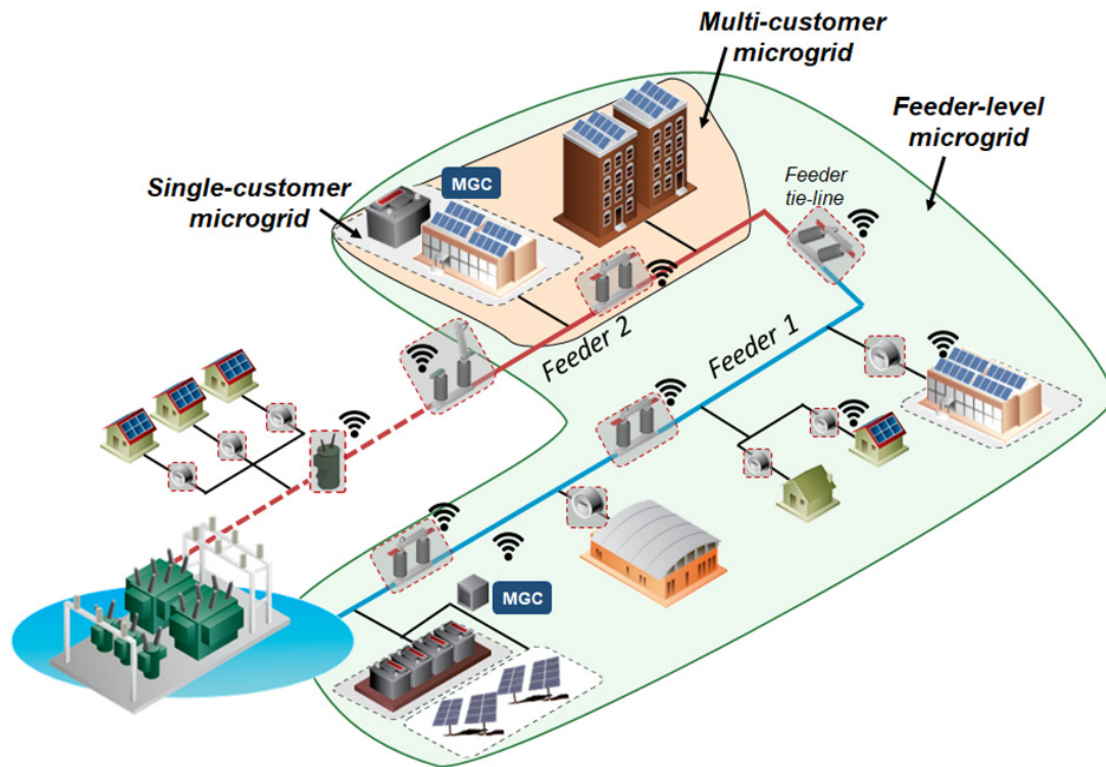 Multi-customer
microgrid
Feeder-level
microgrid
Single-customer
microgrid
MGC
Feeder
tie-line
Feeder 2
Feeder 1
MGC